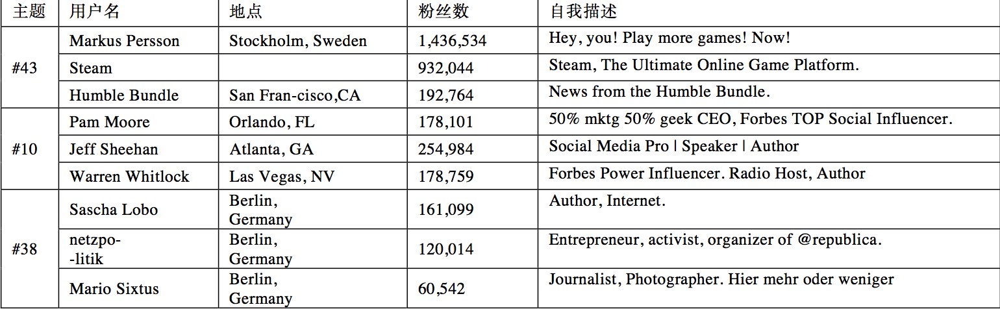 主题 用户名 地点 粉丝数 自我描述
#43
Markus Persson Stockholm, Sweden 1,436,534 Hey, you! Play more games! Now!
Steam 932,044 Steam, The Ultimate Online Game Platform.
Humble Bundle San Fran-cisco,CA 192,764 News from the Humble Bundle.
#10
Pam Moore Orlando, FL 178,101 50% mktg 50% geek CEO, Forbes TOP Social Influencer.
Jeff Sheehan Atlanta, GA 254,984 Social Media Pro | Speaker | Author
Warren Whitlock Las Vegas, NV 178,759 Forbes Power Influencer. Radio Host, Author
#38
Sascha Lobo Berlin, 161,099 Author, Internet.
Germany
netzpo- Berlin, 120,014 Entrepreneur, activist, organizer of @republica.
-litik Germany
Mario Sixtus Berlin, 60,542 Journalist, Photographer. Hier mehr oder weniger
Germany